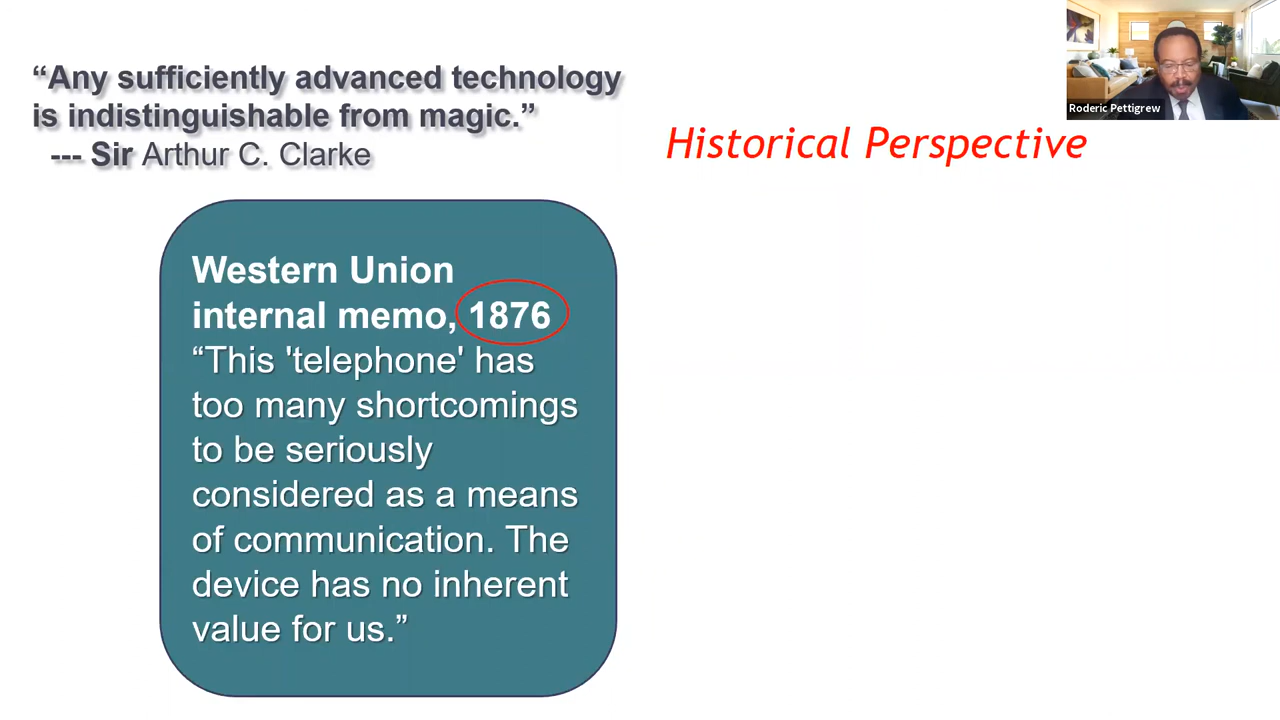 “Any sufficiently advanced technology
is indistinguishable from magic.”
--- Sir Arthur C. Clarke
Roderic Pettigrew
Historical Perspective
Western Union
internal memo, 1876
“This 'telephone' has
too many shortcomings
to be seriously
considered as a means
of communication. The
device has no inherent
value for us.”